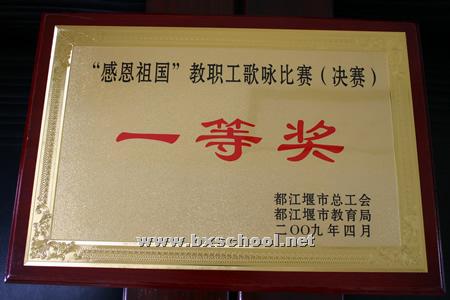 “感恩祖国”教职工歌咏比赛（决赛）
一等奖
都江堰市总工会
都江堰市教育局
二〇〇九年四月
www.bxschool.net